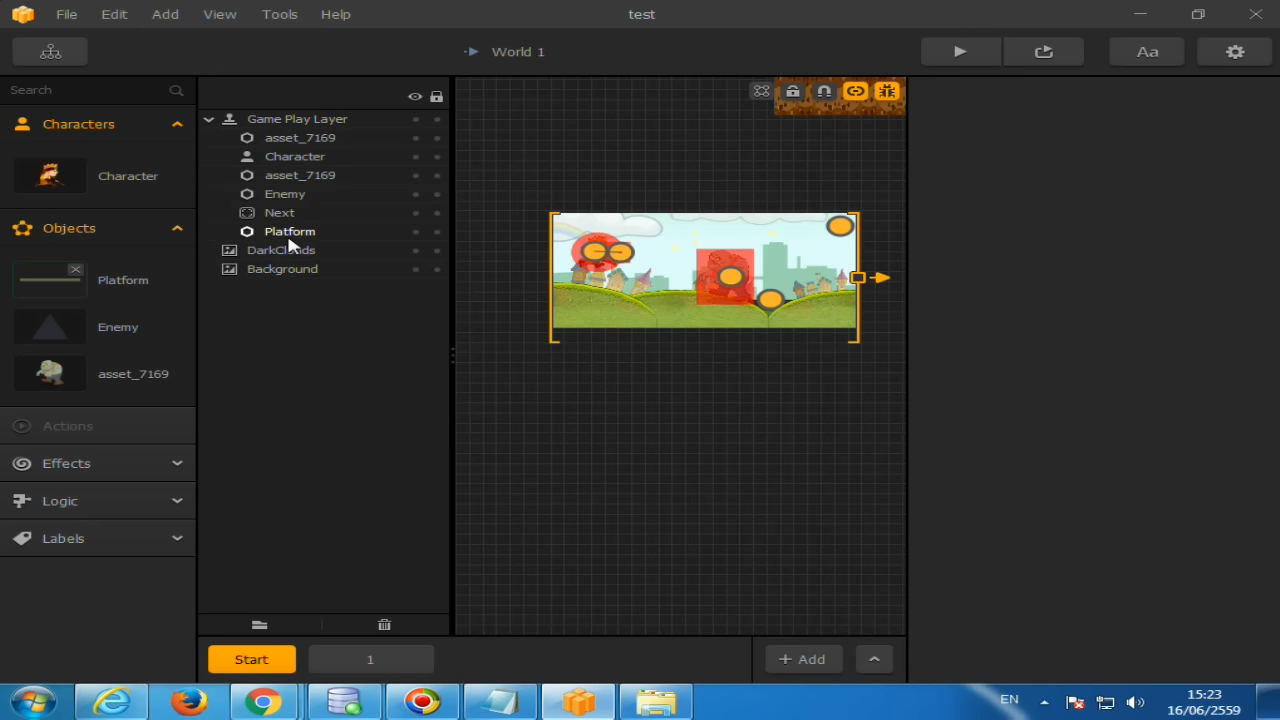 File Edit Add View Tools Help test
World 1 Aa
Search
Characters
Character
Objects
Platform
Enemy
asset_7169
Actions
Effects
Logic
Labels
Game Play Layer
asset_7169
Character
asset_7169
Enemy
Next
Platform
DarkClouds
Background
Start 1 + Add
EN 15:23
16/06/2559